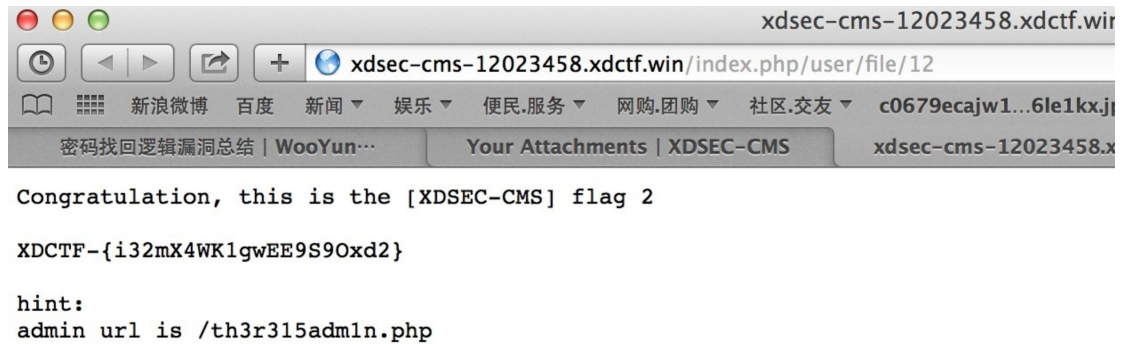 xdsec-cms-12023458.xdctf.win
xdsec-cms-12023458.xdctf.win/index.php/user/file/12
新浪微博 百度 新闻 娱乐 便民.服务 网购.团购 社区.交友 c0679ecajw1...6le1kx.j
密码找回逻辑漏洞总结 | WooYun… Your Attachments | XDSEC-CMS xdsec-cms-12023458.x
Congratulation, this is the [XDSEC-CMS] flag 2
XDCTF-{i32mX4WK1gwEE9S9Oxd2}
hint:
admin url is /th3r315adm1n.php